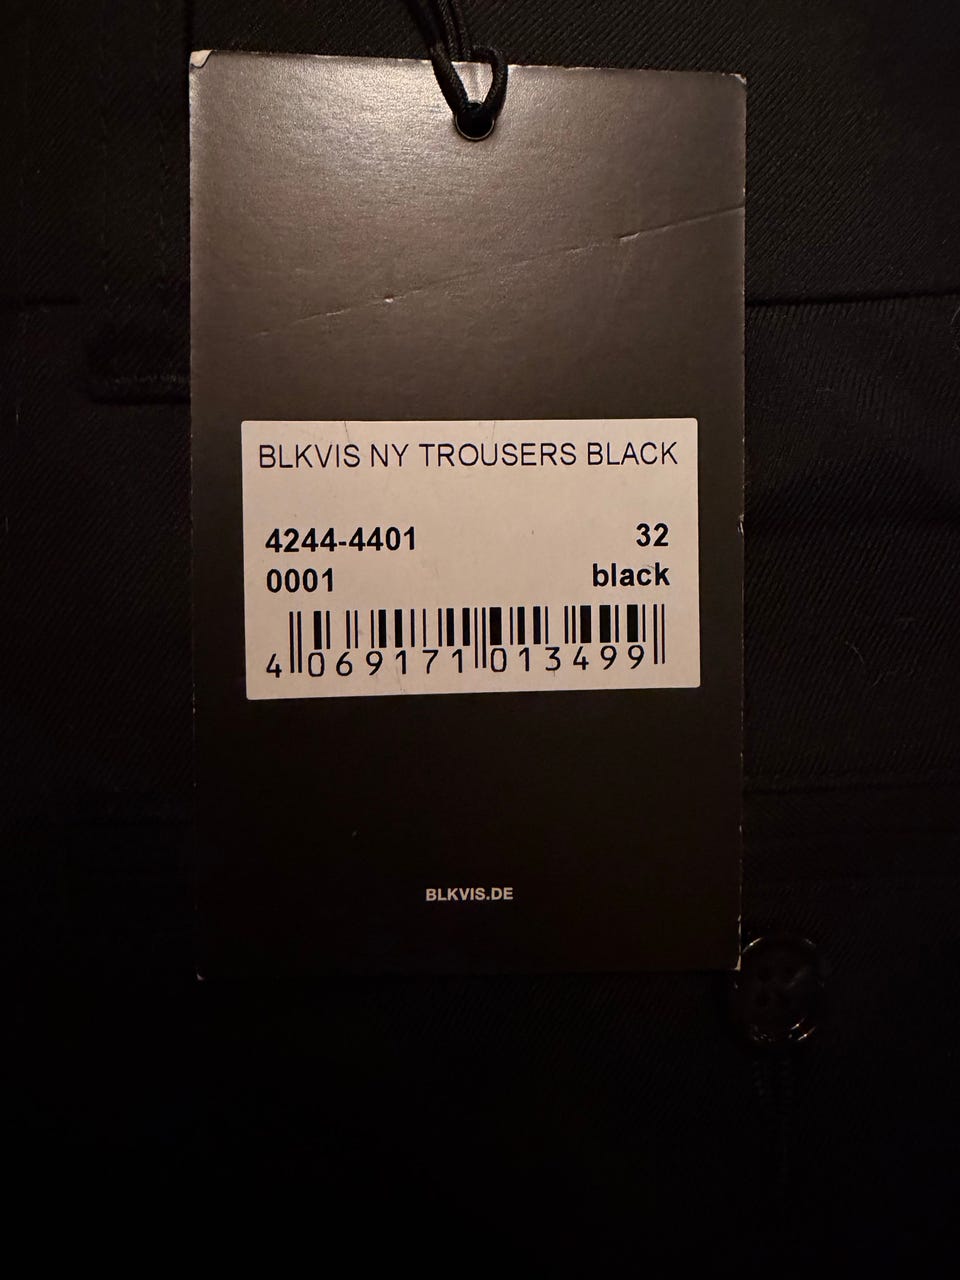 BLKVIS NY TROUSERS BLACK
4244-4401 32
0001 black
4 069171 013499
BLKVIS.DE